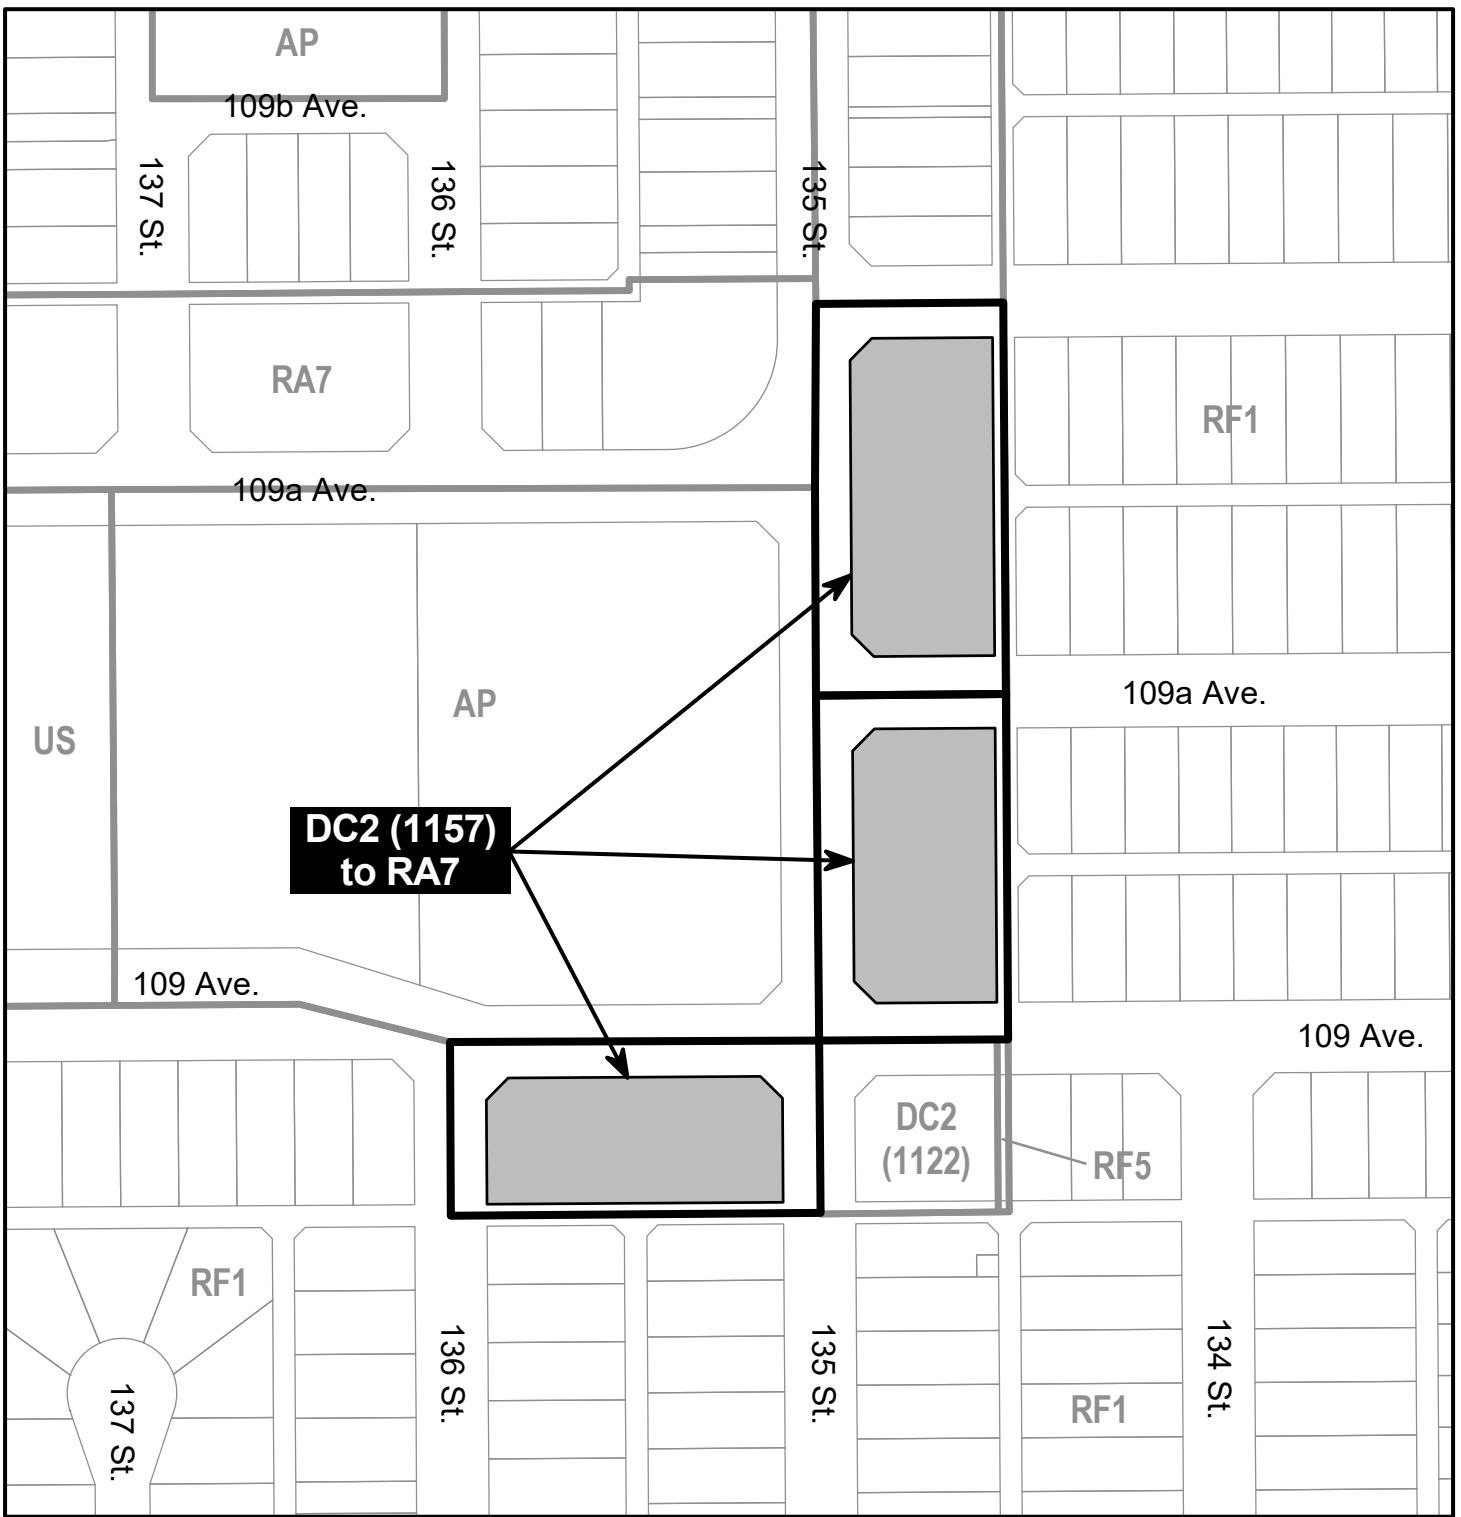 AP
109b Ave.
137 St.
136 St.
135 St.
RA7
RF1
109a Ave.
109a Ave.
AP
US
DC2 (1157)
to RA7
109 Ave.
109 Ave.
DC2
(1122)
RF5
RF1
136 St.
135 St.
134 St.
137 St.
RF1